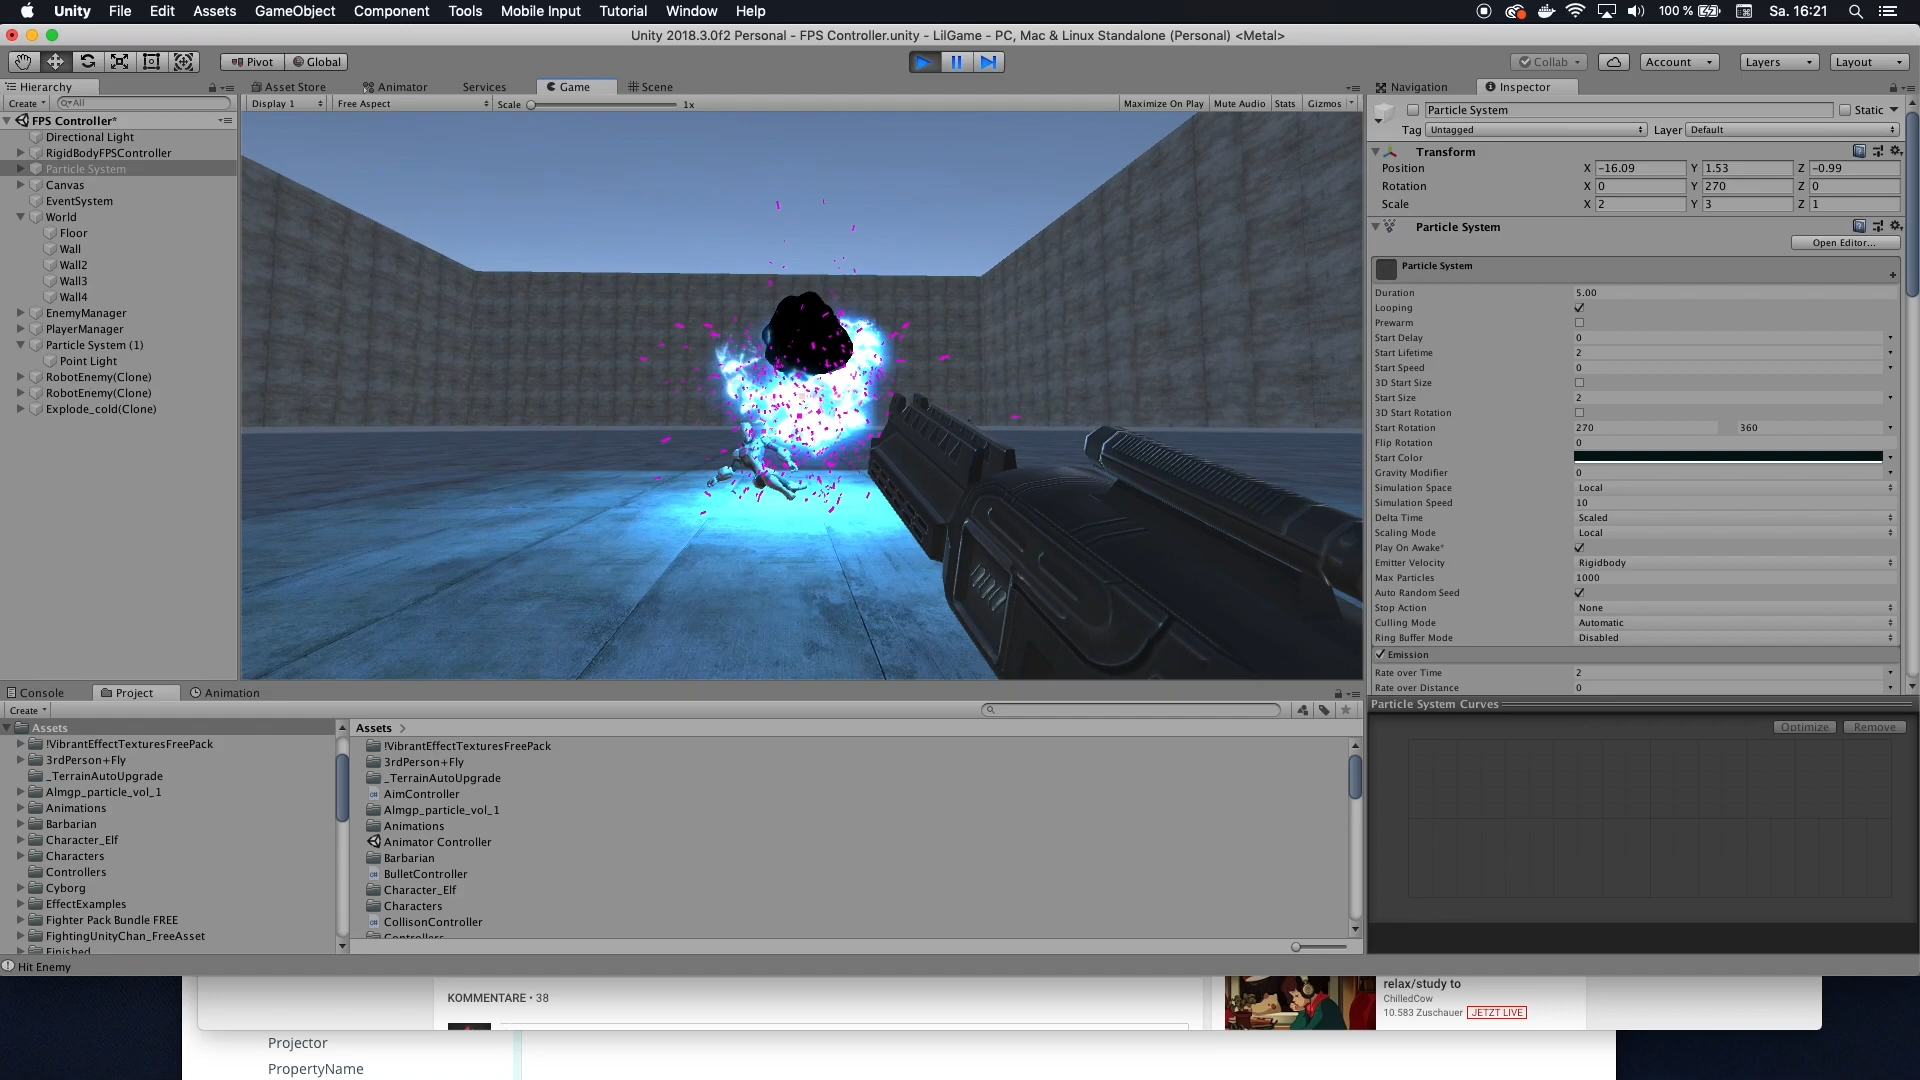 Unity File Edit Assets GameObject Component Tools Mobile Input Tutorial Window Help 100 % Sa. 16:21
Unity 2018.3.0f2 Personal - FPS Controller.unity - LilGame - PC, Mac & Linux Standalone (Personal) <Metal>
Pivot Global Collab Account Layers Layout
Hierarchy Asset Store Animator Services Game Scene Navigation Inspector
Create All Display 1 Free Aspect Scale 1x Maximize On Play Mute Audio Stats Gizmos
FPS Controller*
Directional Light
RigidBodyFPSController
Particle System
Canvas
EventSystem
World
Floor
Wall
Wall2
Wall3
Wall4
EnemyManager
PlayerManager
Particle System (1)
Point Light
RobotEnemy(Clone)
RobotEnemy(Clone)
Explode_cold(Clone)
Particle System Static
Tag Untagged Layer Default
Transform
Position X -16.09 Y 1.53 Z -0.99
Rotation X 0 Y 270 Z 0
Scale X 2 Y 3 Z 1
Particle System
Open Editor...
Particle System
Duration 5.00
Looping
Prewarm
Start Delay 0
Start Lifetime 2
Start Speed 0
3D Start Size
Start Size 2
3D Start Rotation
Start Rotation 270 360
Flip Rotation 0
Start Color
Gravity Modifier 0
Simulation Space Local
Simulation Speed 10
Delta Time Scaled
Scaling Mode Local
Play On Awake*
Emitter Velocity Rigidbody
Max Particles 1000
Auto Random Seed
Stop Action None
Culling Mode Automatic
Ring Buffer Mode Disabled
Emission
Rate over Time 2
Rate over Distance 0
Particle System Curves
Optimize Remove
Console Project Animation
Create
Assets
!VibrantEffectTexturesFreePack
3rdPerson+Fly
_TerrainAutoUpgrade
Almgp_particle_vol_1
Animations
Barbarian
Character_Elf
Characters
Controllers
Cyborg
EffectExamples
Fighter Pack Bundle FREE
FightingUnityChan_FreeAsset
Finished
Assets
!VibrantEffectTexturesFreePack
3rdPerson+Fly
_TerrainAutoUpgrade
AimController
Almgp_particle_vol_1
Animations
Animator Controller
Barbarian
BulletController
Character_Elf
Characters
CollisonController
Controllers
Hit Enemy
KOMMENTARE • 38
relax/study to
ChilledCow
10.583 Zuschauer JETZT LIVE
Projector
PropertyName